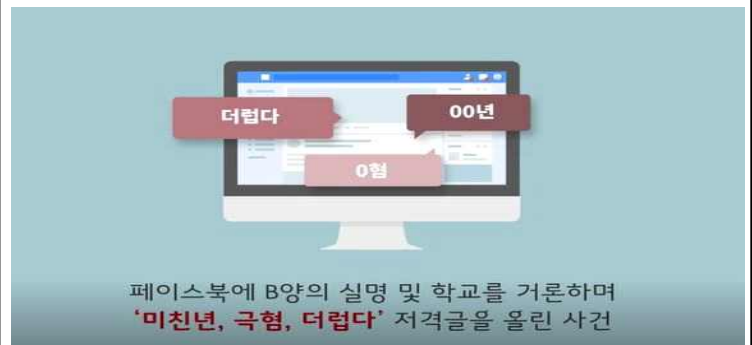 더럽다
00년
0혐
페이스북에 B양의 실명 및 학교를 거론하며
‘미친년, 극혐, 더럽다’ 저격글을 올린 사건